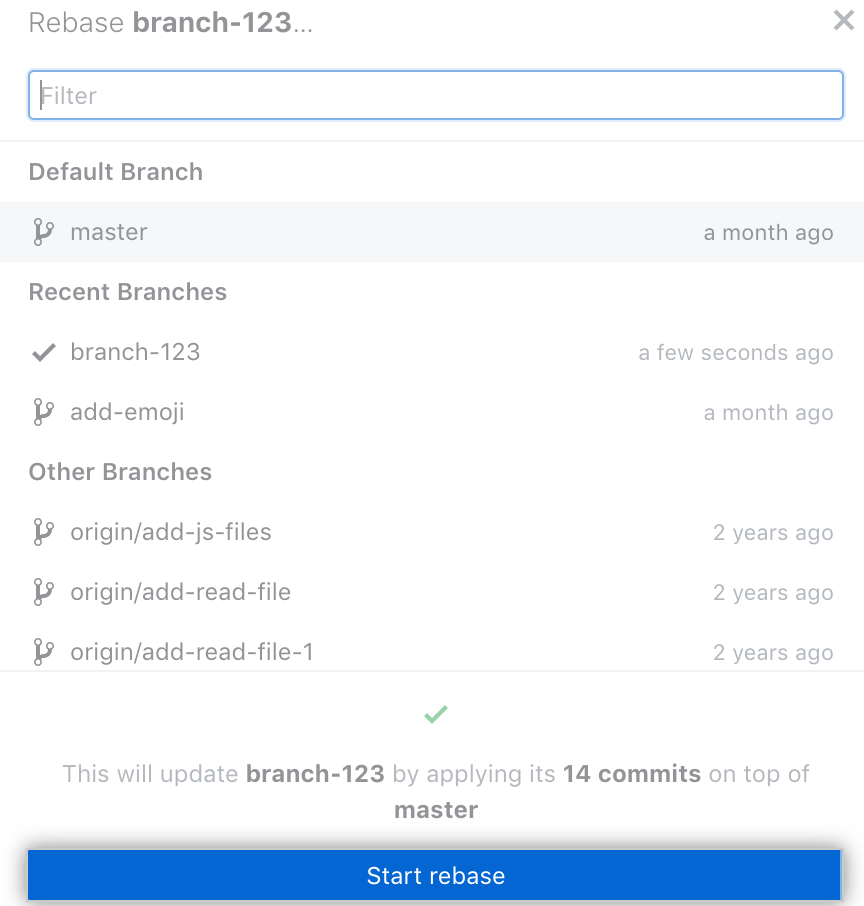 Rebase branch-123...
Filter
Default Branch
master a month ago
Recent Branches
branch-123 a few seconds ago
add-emoji a month ago
Other Branches
origin/add-js-files 2 years ago
origin/add-read-file 2 years ago
origin/add-read-file-1 2 years ago
This will update branch-123 by applying its 14 commits on top of
master
Start rebase